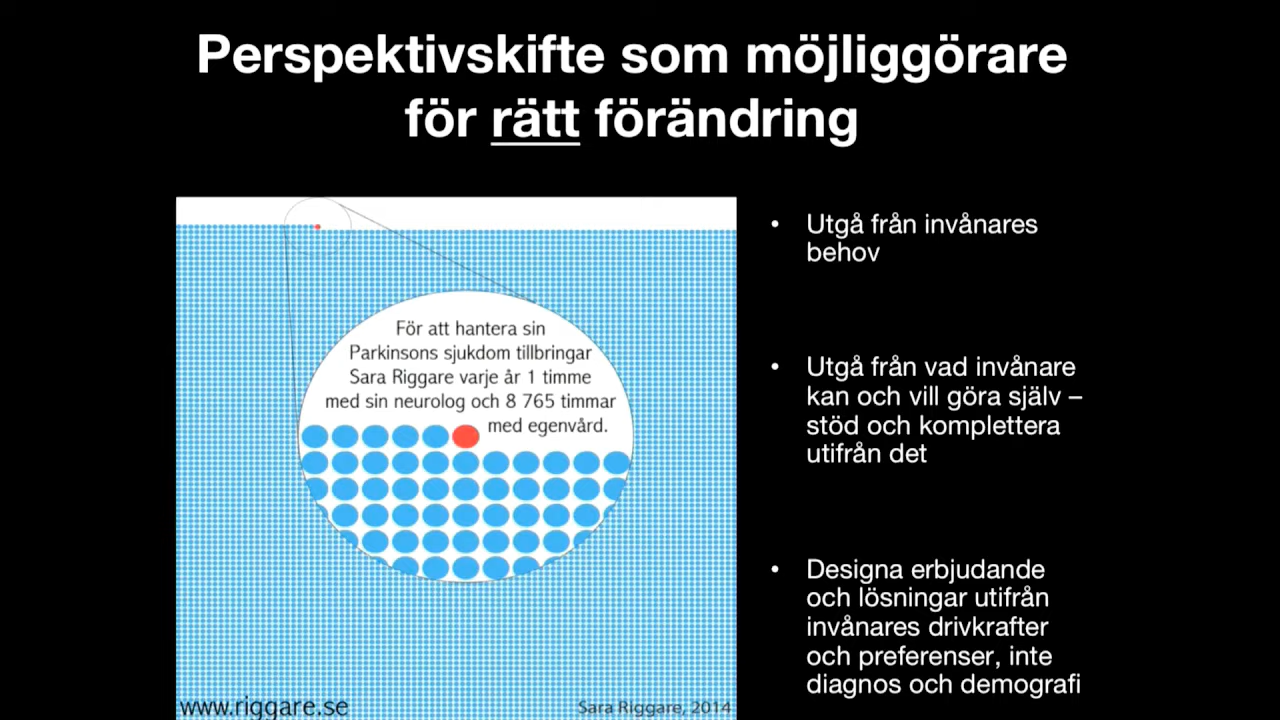 Perspektivskifte som möjliggörare
för rätt förändring
För att hantera sin
Parkinsons sjukdom tillbringar
Sara Riggare varje år 1 timme
med sin neurolog och 8 765 timmar
med egenvård.
www.riggare.se
Sara Riggare, 2014
• Utgå från invånares
behov
• Utgå från vad invånare
kan och vill göra själv –
stöd och komplettera
utifrån det
• Designa erbjudande
och lösningar utifrån
invånares drivkrafter
och preferenser, inte
diagnos och demografi